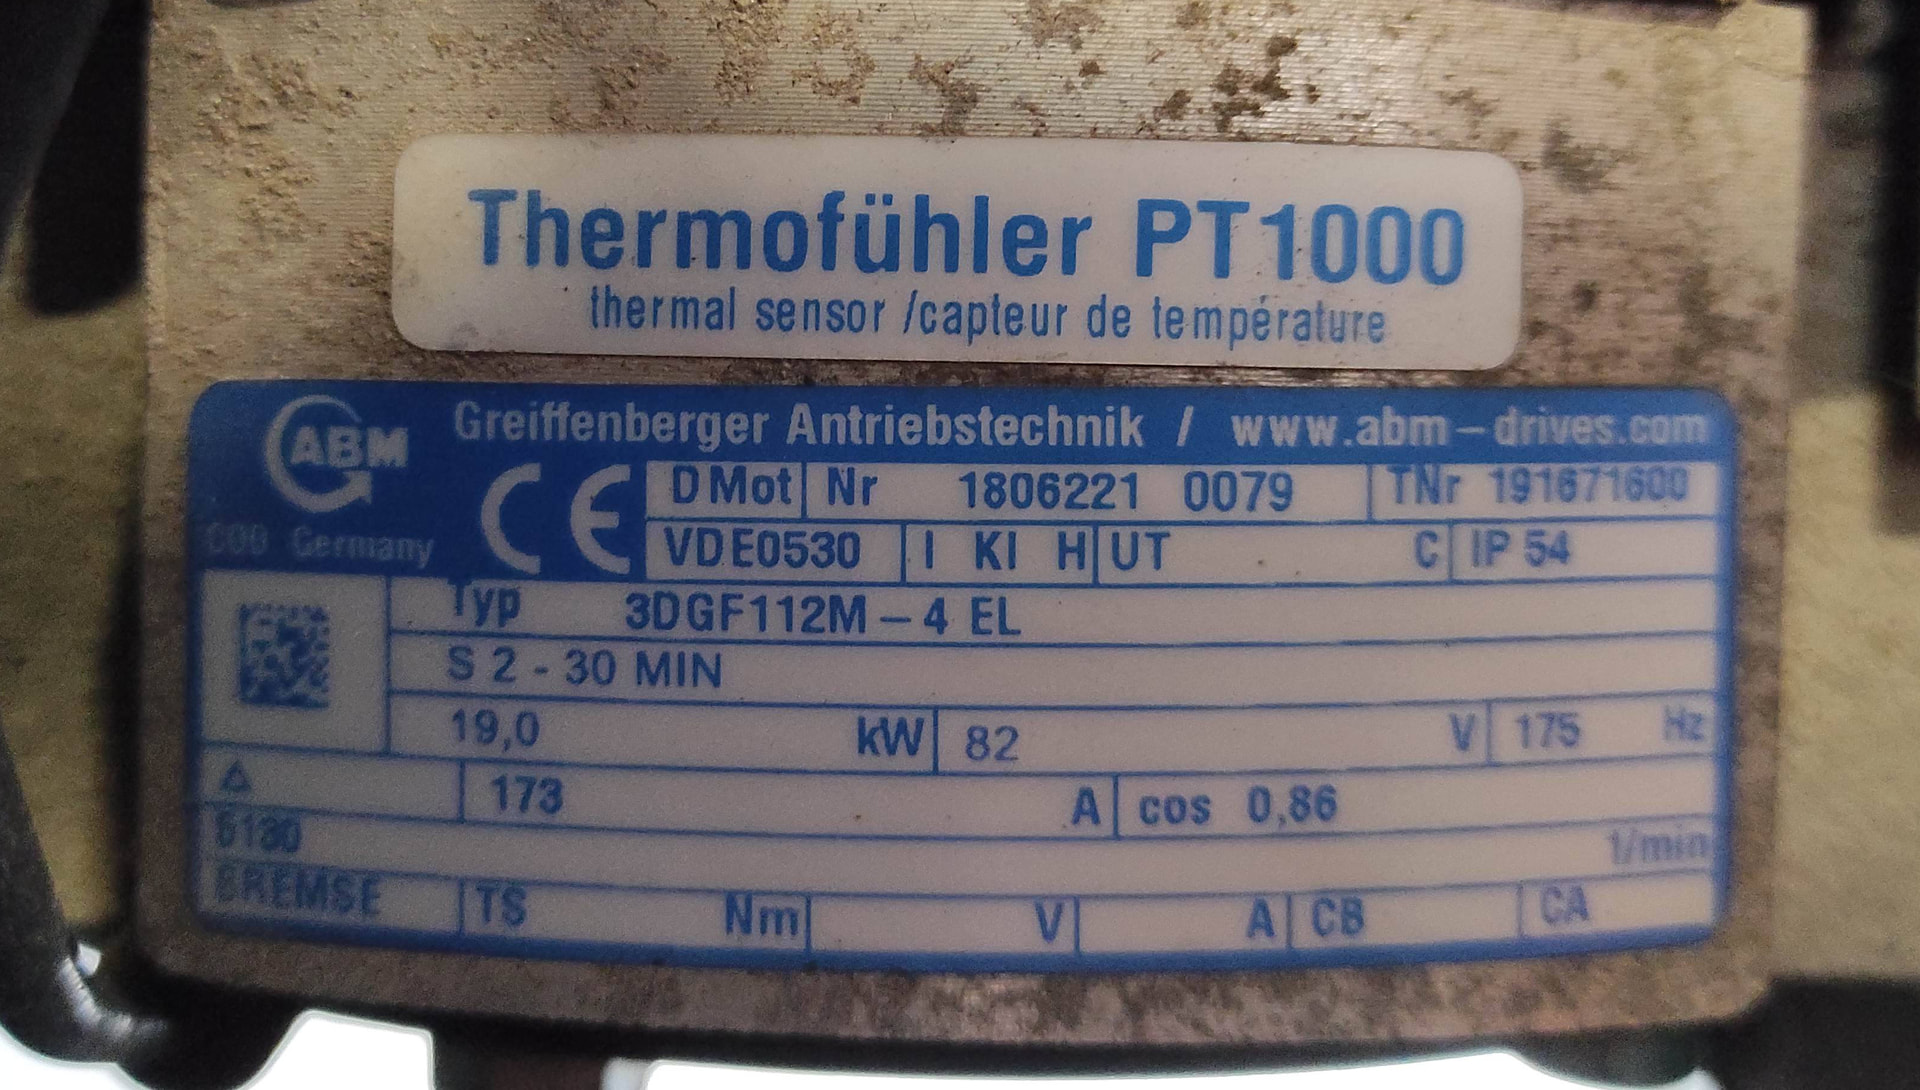 Thermofühler PT1000
thermal sensor /capteur de température
ABM Greiffenberger Antriebstechnik / www.abm-drives.com
Germany CE
D Mot Nr 1806221 0079 TNr 191671600
VDE0530 I KI H UT C IP 54
Typ 3DGF112M-4 EL
S 2 - 30 MIN
19,0 kW 82 V 175 Hz
△ 173 A cos 0,86
5130 1/min
BREMSE TS Nm V A CB CA